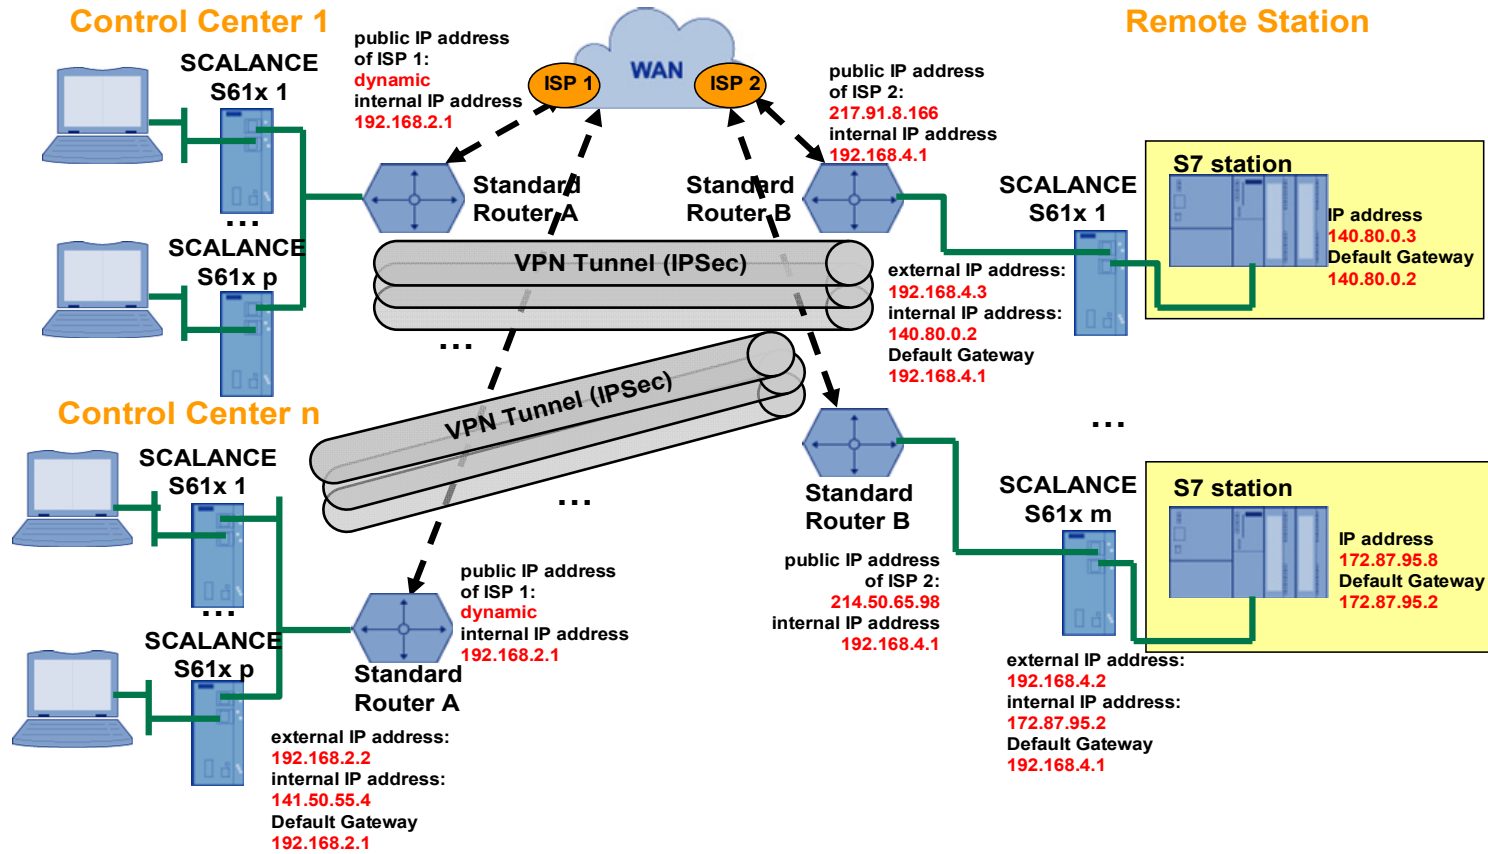 Control Center 1
Remote Station
SCALANCE
S61x 1
...
SCALANCE
S61x p
public IP address
of ISP 1:
dynamic
internal IP address
192.168.2.1
WAN
ISP 1
ISP 2
Standard
Router A
Standard
Router B
public IP address
of ISP 2:
217.91.8.166
internal IP address
192.168.4.1
SCALANCE
S61x 1
S7 station
IP address
140.80.0.3
Default Gateway
140.80.0.2
external IP address:
192.168.4.3
internal IP address:
140.80.0.2
Default Gateway
192.168.4.1
VPN Tunnel (IPSec)
...
VPN Tunnel (IPSec)
...
...
Control Center n
SCALANCE
S61x 1
...
SCALANCE
S61x p
external IP address:
192.168.2.2
internal IP address:
141.50.55.4
Default Gateway
192.168.2.1
public IP address
of ISP 1:
dynamic
internal IP address
192.168.2.1
Standard
Router A
Standard
Router B
public IP address
of ISP 2:
214.50.65.98
internal IP address
192.168.4.1
SCALANCE
S61x m
S7 station
IP address
172.87.95.8
Default Gateway
172.87.95.2
external IP address:
192.168.4.2
internal IP address:
172.87.95.2
Default Gateway
192.168.4.1